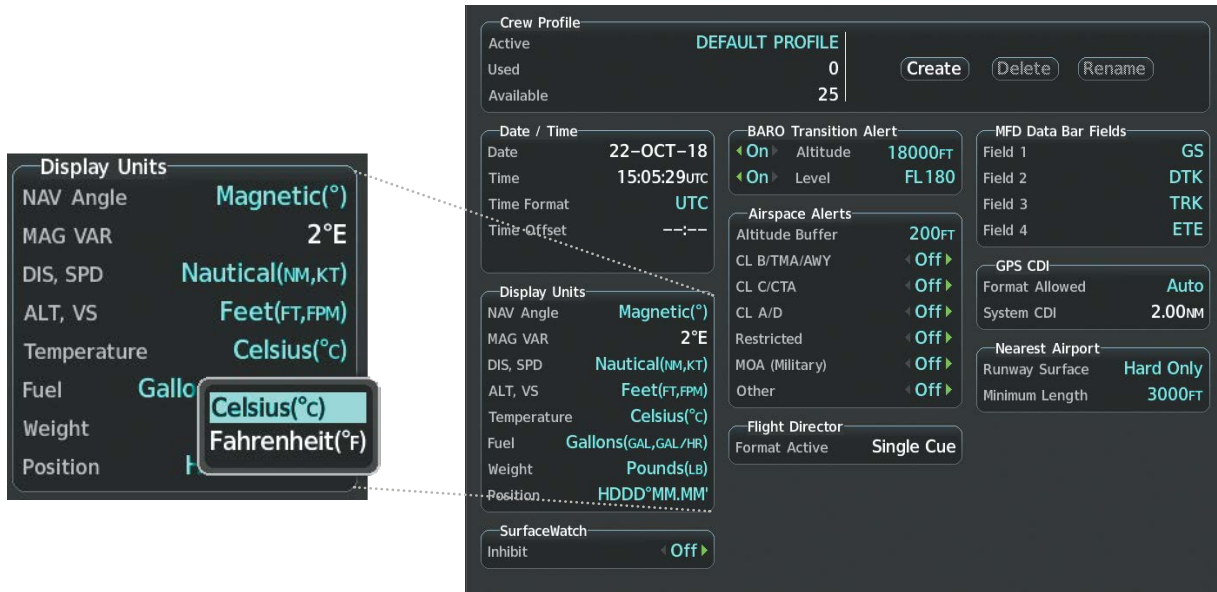 Display Units
NAV Angle Magnetic(°)
MAG VAR 2°E
DIS, SPD Nautical(NM,KT)
ALT, VS Feet(FT,FPM)
Temperature Celsius(°C)
Fuel Gallo
Weight
Position H
Celsius(°C)
Fahrenheit(°F)
Crew Profile
Active DEFAULT PROFILE
Used 0
Available 25
Create Delete Rename
Date / Time
Date 22-OCT-18
Time 15:05:29UTC
Time Format UTC
Time Offset --:--
Display Units
NAV Angle Magnetic(°)
MAG VAR 2°E
DIS, SPD Nautical(NM,KT)
ALT, VS Feet(FT,FPM)
Temperature Celsius(°C)
Fuel Gallons(GAL,GAL/HR)
Weight Pounds(LB)
Position HDDD°MM.MM'
SurfaceWatch
Inhibit Off
BARO Transition Alert
On Altitude 18000FT
On Level FL180
Airspace Alerts
Altitude Buffer 200FT
CL B/TMA/AWY Off
CL C/CTA Off
CL A/D Off
Restricted Off
MOA (Military) Off
Other Off
Flight Director
Format Active Single Cue
MFD Data Bar Fields
Field 1 GS
Field 2 DTK
Field 3 TRK
Field 4 ETE
GPS CDI
Format Allowed Auto
System CDI 2.00NM
Nearest Airport
Runway Surface Hard Only
Minimum Length 3000FT